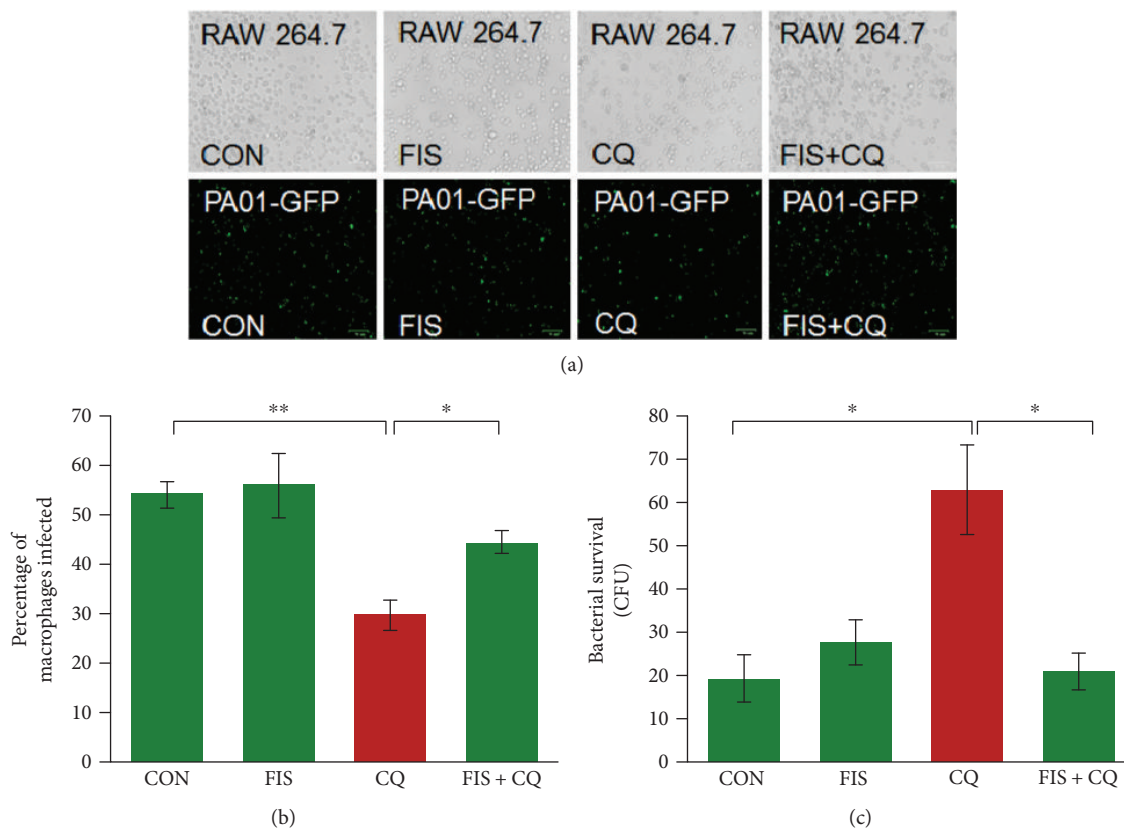 RAW 264.7
CON
RAW 264.7
FIS
RAW 264.7
CQ
RAW 264.7
FIS+CQ
PA01-GFP
CON
PA01-GFP
FIS
PA01-GFP
CQ
PA01-GFP
FIS+CQ
(a)
Percentage of
macrophages infected
70
60
50
40
30
20
10
0
**
*
CON
FIS
CQ
FIS + CQ
(b)
Bacterial survival
(CFU)
80
70
60
50
40
30
20
10
0
*
*
CON
FIS
CQ
FIS + CQ
(c)